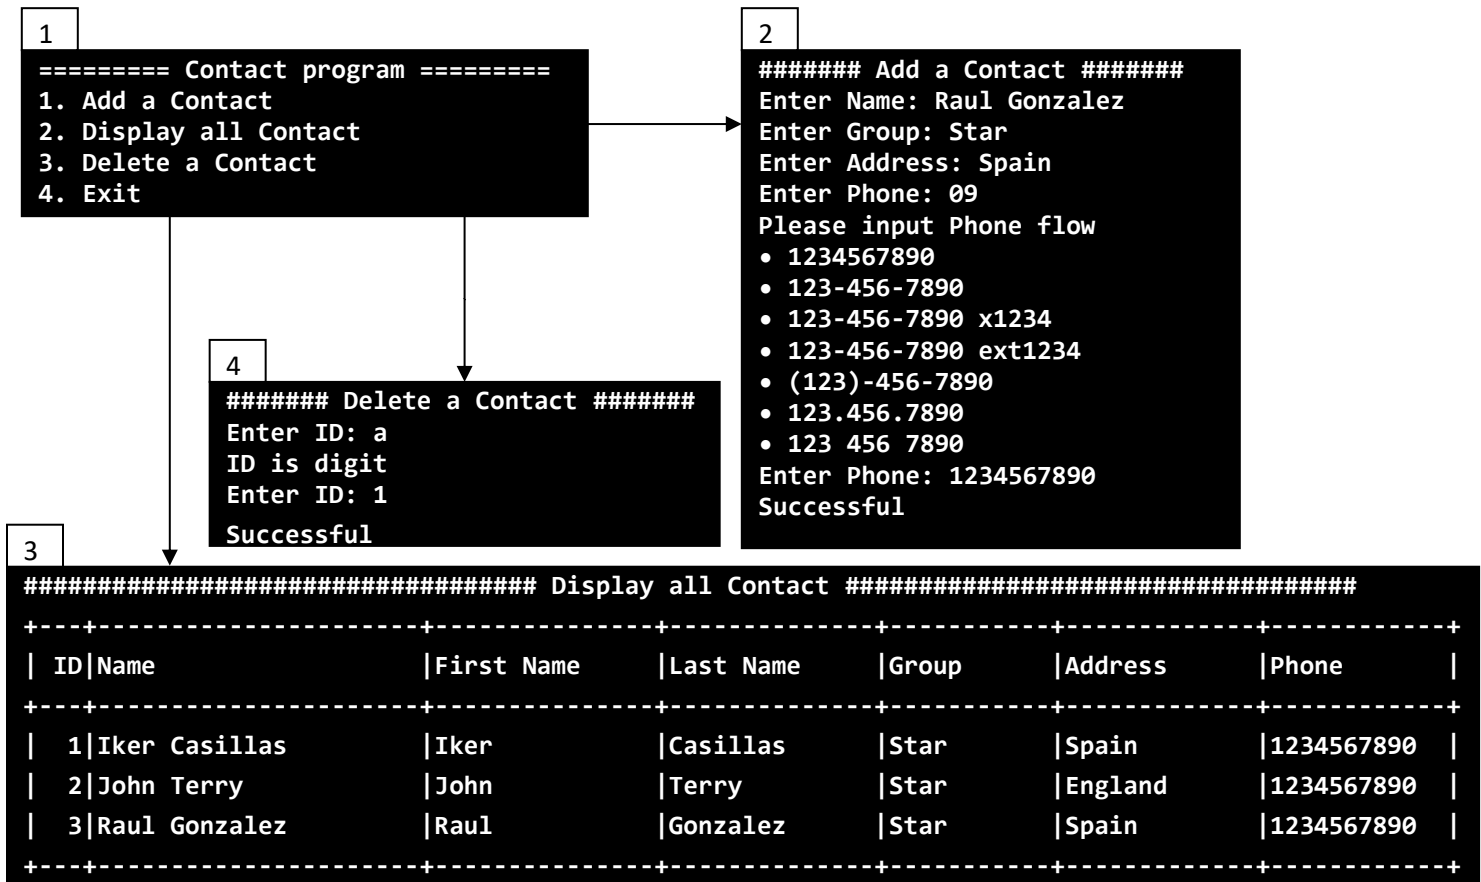 1
========= Contact program =========
1. Add a Contact
2. Display all Contact
3. Delete a Contact
4. Exit
2
####### Add a Contact #######
Enter Name: Raul Gonzalez
Enter Group: Star
Enter Address: Spain
Enter Phone: 09
Please input Phone flow
• 1234567890
• 123-456-7890
• 123-456-7890 x1234
• 123-456-7890 ext1234
• (123)-456-7890
• 123.456.7890
• 123 456 7890
Enter Phone: 1234567890
Successful
4
####### Delete a Contact #######
Enter ID: a
ID is digit
Enter ID: 1
Successful
3
################################### Display all Contact ###################################
+---+----------------------+---------------+--------------+-----------+-------------+------------+
| ID|Name                  |First Name     |Last Name     |Group      |Address      |Phone       |
+---+----------------------+---------------+--------------+-----------+-------------+------------+
|  1|Iker Casillas         |Iker           |Casillas      |Star       |Spain        |1234567890  |
|  2|John Terry            |John           |Terry         |Star       |England      |1234567890  |
|  3|Raul Gonzalez         |Raul           |Gonzalez      |Star       |Spain        |1234567890  |
+---+----------------------+---------------+--------------+-----------+-------------+------------+